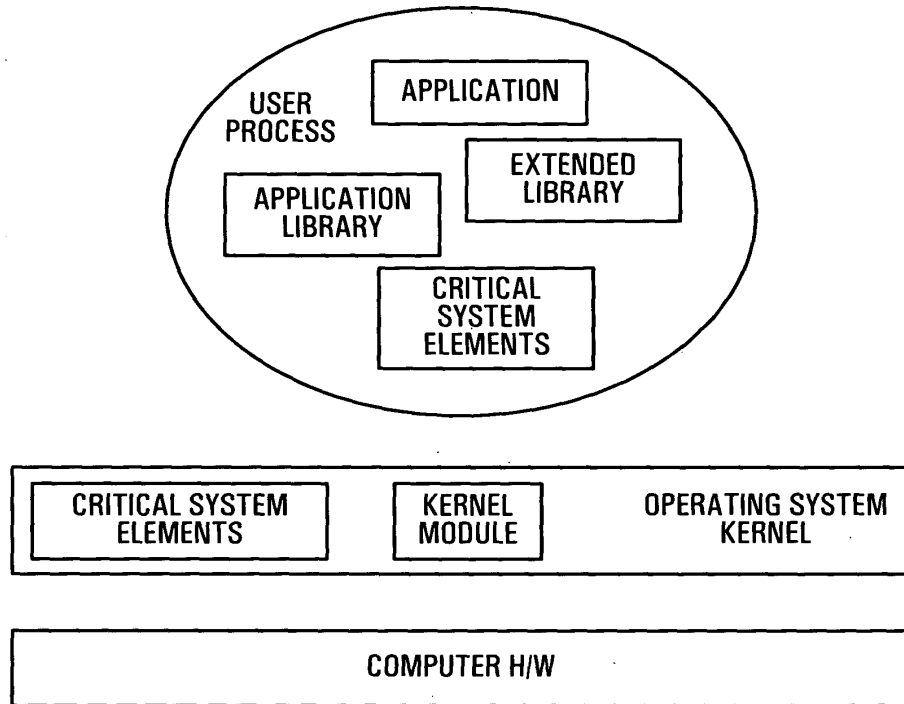 USER
PROCESS
APPLICATION
EXTENDED
LIBRARY
APPLICATION
LIBRARY
CRITICAL
SYSTEM
ELEMENTS
CRITICAL SYSTEM
ELEMENTS
KERNEL
MODULE
OPERATING SYSTEM
KERNEL
COMPUTER H/W